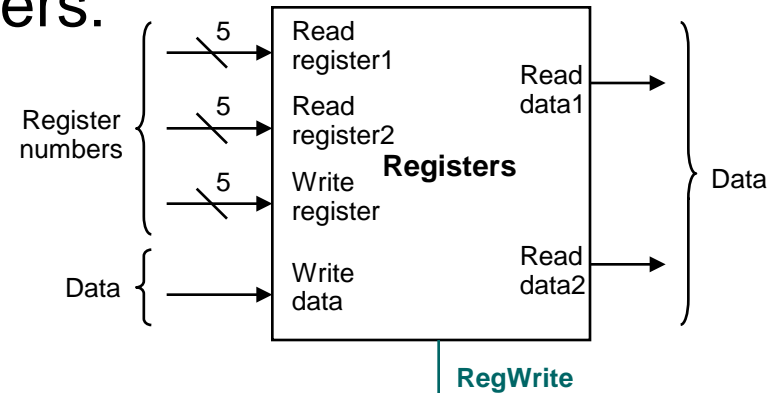 ers.
5
Read
register1
5
Read
register2
5
Write
register
Write
data
Register
numbers
Data
Registers
Read
data1
Read
data2
Data
RegWrite